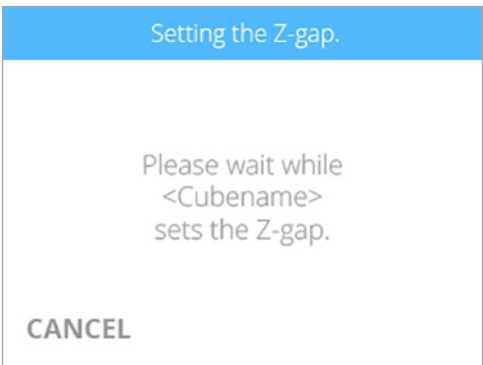 Setting the Z-gap.
Please wait while
<Cubename>
sets the Z-gap.
CANCEL